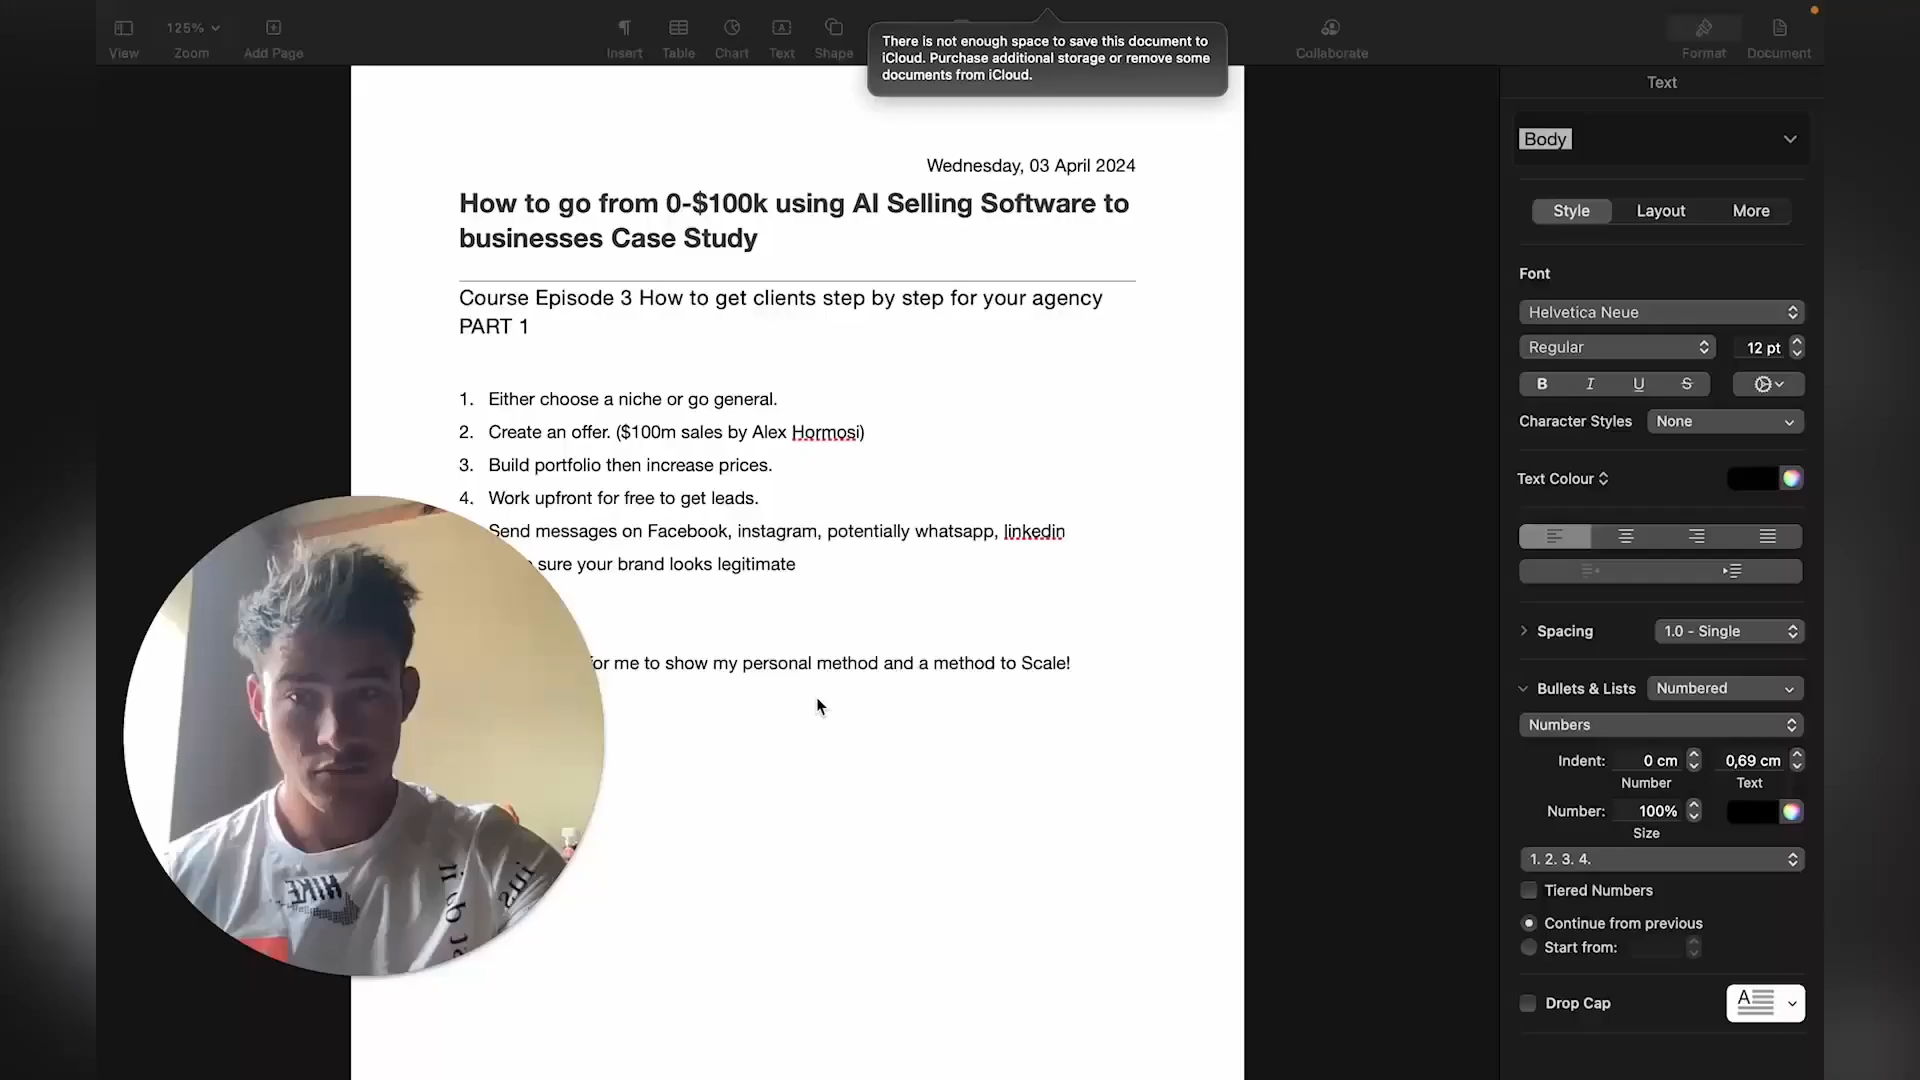 View
125%
Zoom
Add Page
Insert
Table
Chart
Text
Shape
Collaborate
Format
Document
There is not enough space to save this document to
iCloud. Purchase additional storage or remove some
documents from iCloud.
Wednesday, 03 April 2024
How to go from 0-$100k using AI Selling Software to
businesses Case Study
Course Episode 3 How to get clients step by step for your agency
PART 1
1. Either choose a niche or go general.
2. Create an offer. ($100m sales by Alex Hormosi)
3. Build portfolio then increase prices.
4. Work upfront for free to get leads.
Send messages on Facebook, instagram, potentially whatsapp, linkedin
sure your brand looks legitimate
for me to show my personal method and a method to Scale!
NIKE
Text
Body
Style
Layout
More
Font
Helvetica Neue
Regular
12 pt
B I U S
Character Styles
None
Text Colour
Spacing
1.0 - Single
Bullets & Lists
Numbered
Numbers
Indent:
0 cm
0,69 cm
Number
Text
Number:
100%
Size
1. 2. 3. 4.
Tiered Numbers
Continue from previous
Start from:
Drop Cap
A